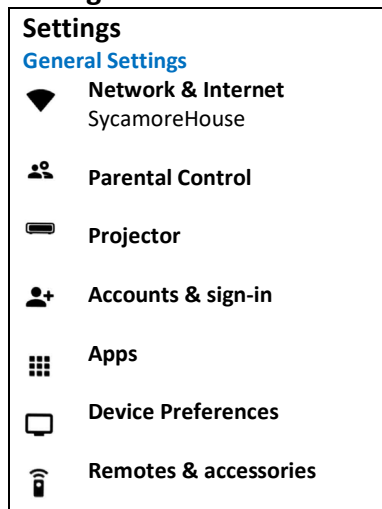 Settings
General Settings
Network & Internet
SycamoreHouse
Parental Control
Projector
Accounts & sign-in
Apps
Device Preferences
Remotes & accessories